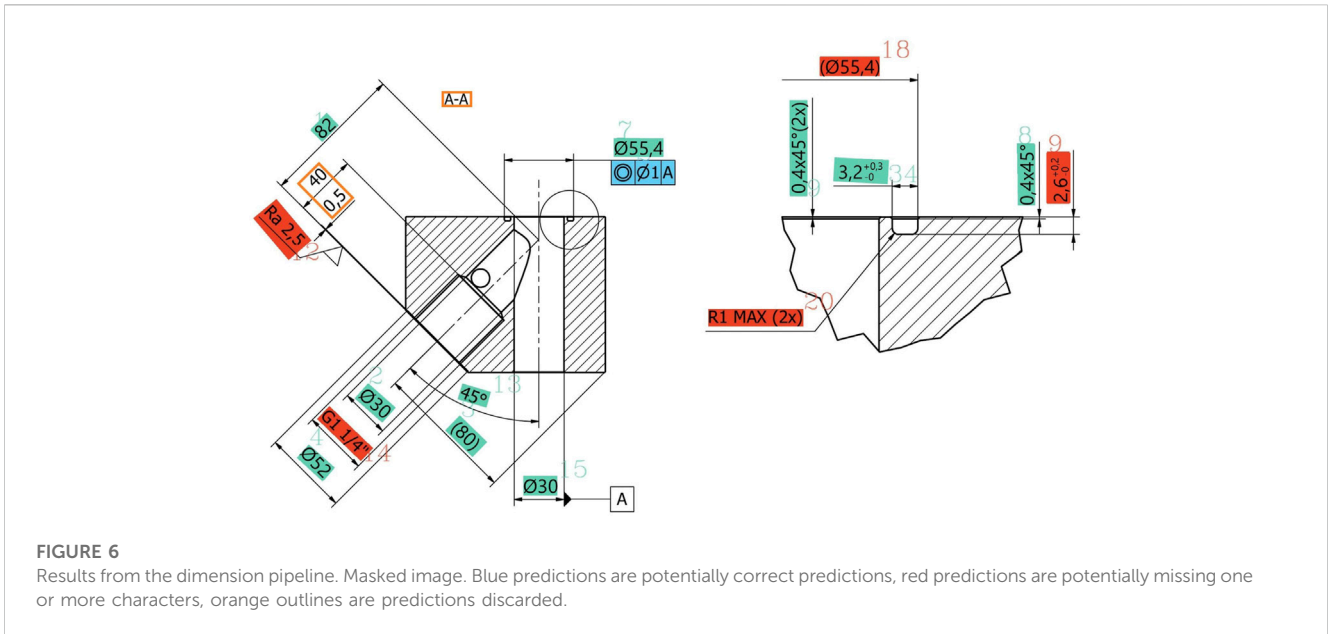 18
(Ø55,4)
A-A
1
82
7
Ø55,4
Ø1 A
0,4x45°(2x)
9
3,2 +0,3 -0
34
8
0,4x45°
9
2,6 +0,2 -0
40
0,5
Ra 2,5
12
20
R1 MAX (2x)
2
Ø30
45°
13
3
(80)
G1 1/4"
14
4
Ø52
15
Ø30
A
FIGURE 6
Results from the dimension pipeline. Masked image. Blue predictions are potentially correct predictions, red predictions are potentially missing one
or more characters, orange outlines are predictions discarded.